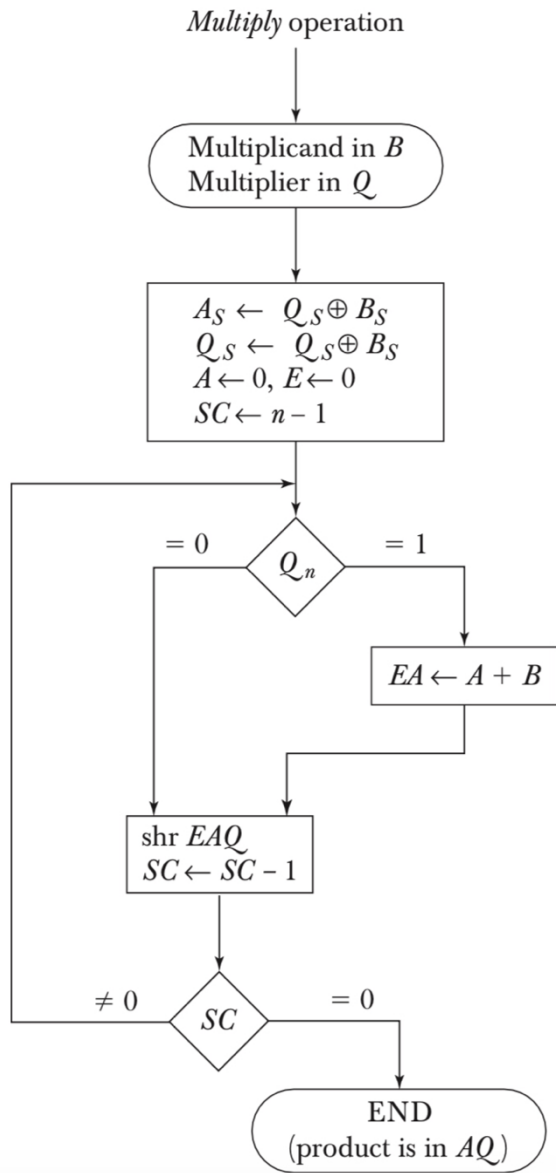 Multiply operation
Multiplicand in B
Multiplier in Q
A_S ← Q_S ⊕ B_S
Q_S ← Q_S ⊕ B_S
A ← 0, E ← 0
SC ← n – 1
= 0
= 1
Q_n
EA ← A + B
shr EAQ
SC ← SC – 1
≠ 0
= 0
SC
END
(product is in AQ)